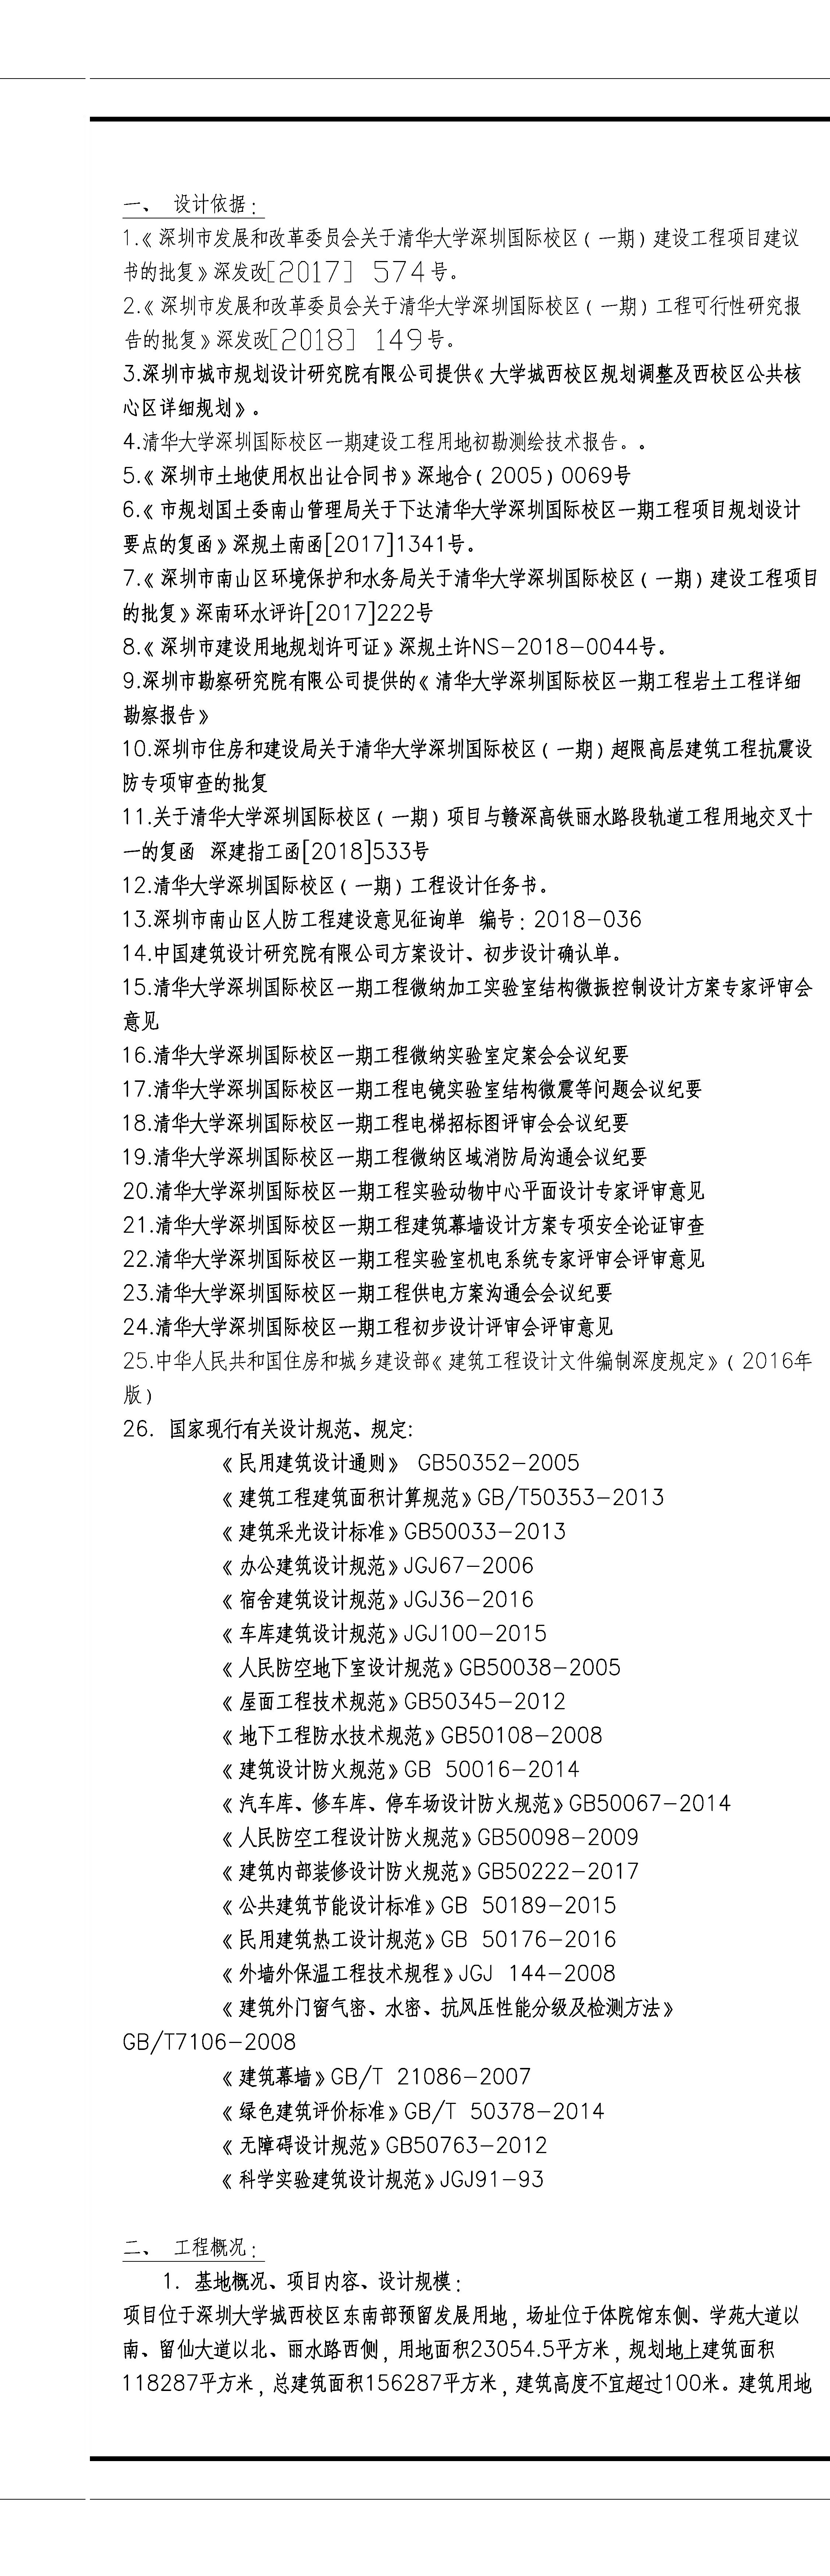 一、 设计依据：
1.《深圳市发展和改革委员会关于清华大学深圳国际校区（一期）建设工程项目建议
书的批复》深发改[2017] 574号。
2.《深圳市发展和改革委员会关于清华大学深圳国际校区（一期）工程可行性研究报
告的批复》深发改[2018] 149号。
3.深圳市城市规划设计研究院有限公司提供《大学城西校区规划调整及西校区公共核
心区详细规划》。
4.清华大学深圳国际校区一期建设工程用地初勘测绘技术报告。。
5.《深圳市土地使用权出让合同书》深地合（2005）0069号
6.《市规划国土委南山管理局关于下达清华大学深圳国际校区一期工程项目规划设计
要点的复函》深规土南函[2017]1341号。
7.《深圳市南山区环境保护和水务局关于清华大学深圳国际校区（一期）建设工程项目
的批复》深南环水评许[2017]222号
8.《深圳市建设用地规划许可证》深规土许NS-2018-0044号。
9.深圳市勘察研究院有限公司提供的《清华大学深圳国际校区一期工程岩土工程详细
勘察报告》
10.深圳市住房和建设局关于清华大学深圳国际校区（一期）超限高层建筑工程抗震设
防专项审查的批复
11.关于清华大学深圳国际校区（一期）项目与赣深高铁丽水路段轨道工程用地交叉十
一的复函 深建指工函[2018]533号
12.清华大学深圳国际校区（一期）工程设计任务书。
13.深圳市南山区人防工程建设意见征询单 编号：2018-036
14.中国建筑设计研究院有限公司方案设计、初步设计确认单。
15.清华大学深圳国际校区一期工程微纳加工实验室结构微振控制设计方案专家评审会
意见
16.清华大学深圳国际校区一期工程微纳实验室定案会会议纪要
17.清华大学深圳国际校区一期工程电镜实验室结构微震等问题会议纪要
18.清华大学深圳国际校区一期工程电梯招标图评审会会议纪要
19.清华大学深圳国际校区一期工程微纳区域消防局沟通会议纪要
20.清华大学深圳国际校区一期工程实验动物中心平面设计专家评审意见
21.清华大学深圳国际校区一期工程建筑幕墙设计方案专项安全论证审查
22.清华大学深圳国际校区一期工程实验室机电系统专家评审会评审意见
23.清华大学深圳国际校区一期工程供电方案沟通会会议纪要
24.清华大学深圳国际校区一期工程初步设计评审会评审意见
25.中华人民共和国住房和城乡建设部《建筑工程设计文件编制深度规定》（2016年
版）
26. 国家现行有关设计规范、规定:
《民用建筑设计通则》 GB50352-2005
《建筑工程建筑面积计算规范》GB/T50353-2013
《建筑采光设计标准》GB50033-2013
《办公建筑设计规范》JGJ67-2006
《宿舍建筑设计规范》JGJ36-2016
《车库建筑设计规范》JGJ100-2015
《人民防空地下室设计规范》GB50038-2005
《屋面工程技术规范》GB50345-2012
《地下工程防水技术规范》GB50108-2008
《建筑设计防火规范》GB 50016-2014
《汽车库、修车库、停车场设计防火规范》GB50067-2014
《人民防空工程设计防火规范》GB50098-2009
《建筑内部装修设计防火规范》GB50222-2017
《公共建筑节能设计标准》GB 50189-2015
《民用建筑热工设计规范》GB 50176-2016
《外墙外保温工程技术规程》JGJ 144-2008
《建筑外门窗气密、水密、抗风压性能分级及检测方法》
GB/T7106-2008
《建筑幕墙》GB/T 21086-2007
《绿色建筑评价标准》GB/T 50378-2014
《无障碍设计规范》GB50763-2012
《科学实验建筑设计规范》JGJ91-93
二、 工程概况：
1. 基地概况、项目内容、设计规模：
项目位于深圳大学城西校区东南部预留发展用地，场址位于体院馆东侧、学苑大道以
南、留仙大道以北、丽水路西侧，用地面积23054.5平方米，规划地上建筑面积
118287平方米，总建筑面积156287平方米，建筑高度不宜超过100米。建筑用地